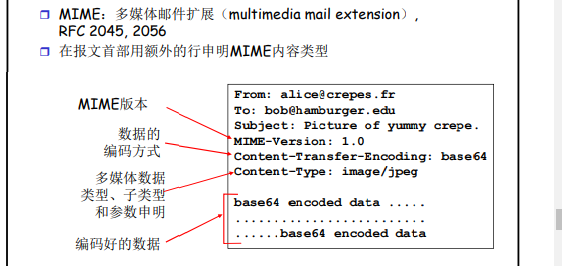 MIME：多媒体邮件扩展（multimedia mail extension）,
RFC 2045, 2056
在报文首部用额外的行申明MIME内容类型
MIME版本
数据的
编码方式
多媒体数据
类型、子类型
和参数申明
编码好的数据
From: alice@crepes.fr
To: bob@hamburger.edu
Subject: Picture of yummy crepe.
MIME-Version: 1.0
Content-Transfer-Encoding: base64
Content-Type: image/jpeg
base64 encoded data .....
.........................
......base64 encoded data